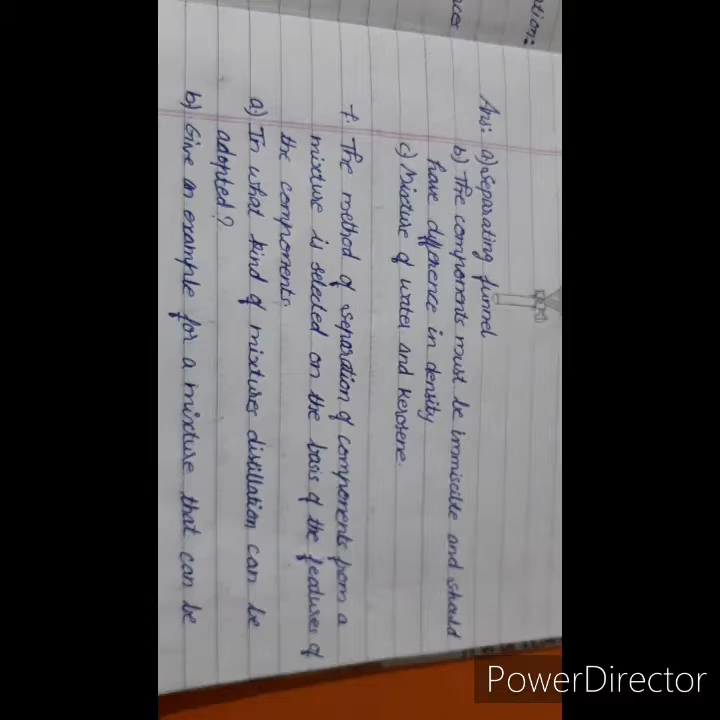 ation:
Ans: a) Separating funnel
b) The components must be immiscible and should
have difference in density
c) Mixture of water and kerosene.
7. The method of separation of components from a
mixture is selected on the basis of the features of
the components.
a.) In what kind of mixtures distillation can be
adopted?
b) Give an example for a mixture that can be
PowerDirector